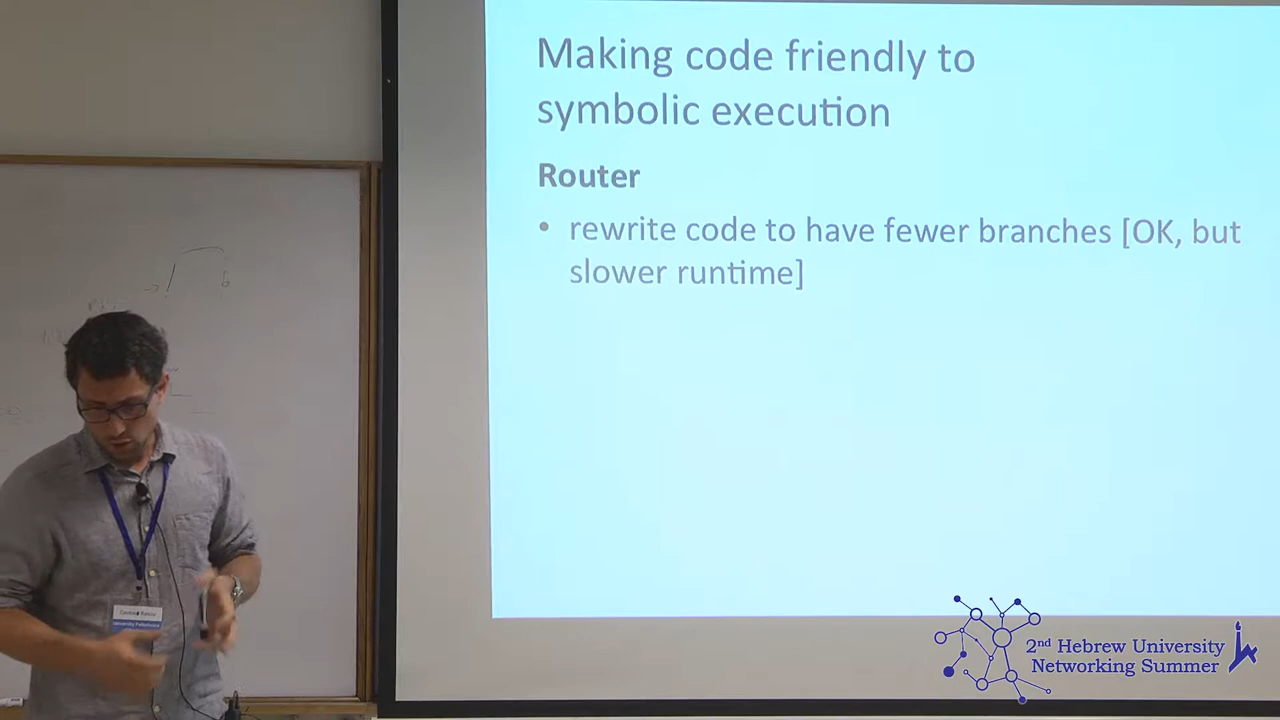 Making code friendly to
symbolic execution
Router
• rewrite code to have fewer branches [OK, but
slower runtime]
2nd Hebrew University
Networking Summer